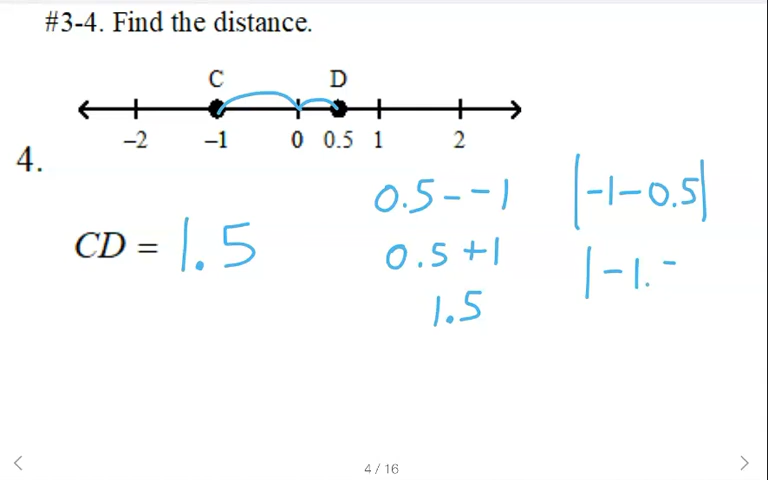 #3-4. Find the distance.
C D
–2 –1 0 0.5 1 2
4.
0.5 - - 1 |-1-0.5|
CD = 1.5 0.5 +1 |-1.
1.5
4 / 16